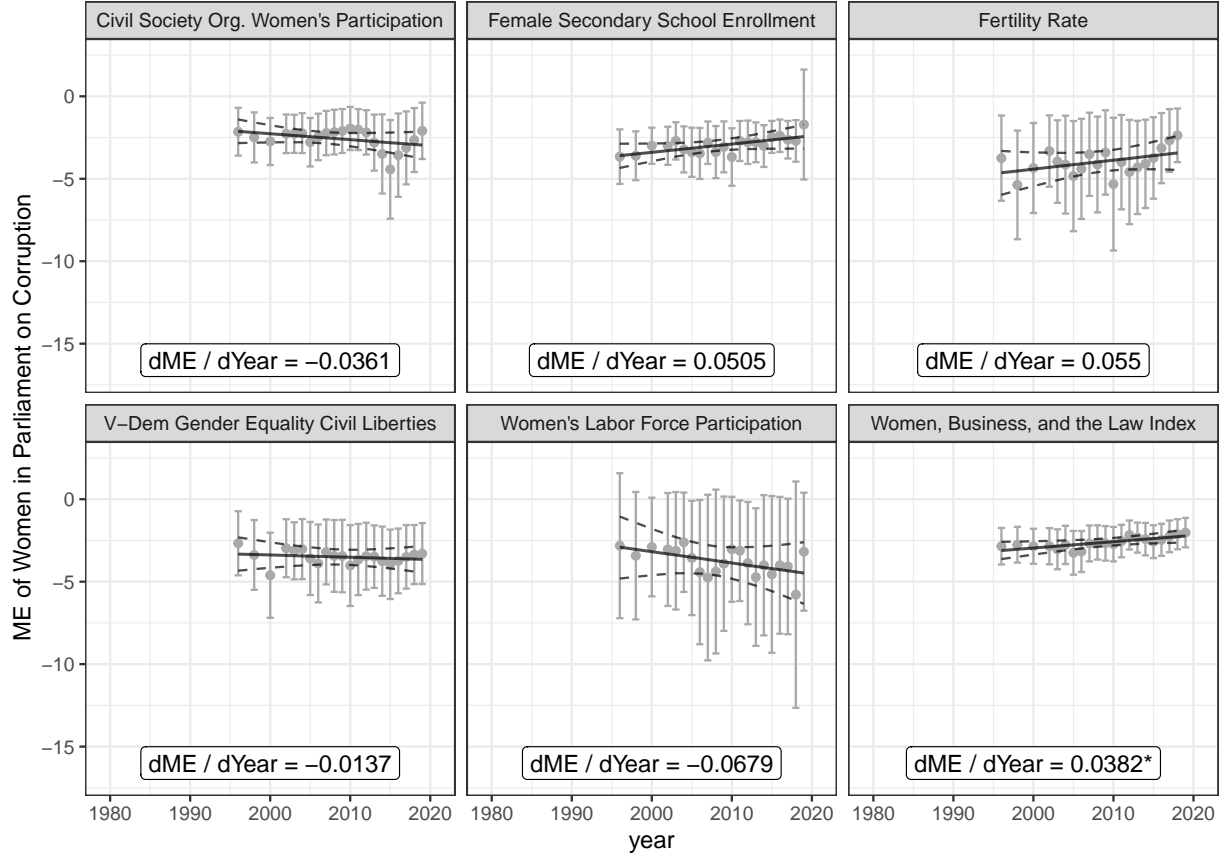 Civil Society Org. Women's Participation
Female Secondary School Enrollment
Fertility Rate
0
−5
−10
−15
dME / dYear = −0.0361
dME / dYear = 0.0505
dME / dYear = 0.055
V−Dem Gender Equality Civil Liberties
Women's Labor Force Participation
Women, Business, and the Law Index
0
−5
−10
−15
dME / dYear = −0.0137
dME / dYear = −0.0679
dME / dYear = 0.0382*
1980 1990 2000 2010 2020
1980 1990 2000 2010 2020
1980 1990 2000 2010 2020
year
ME of Women in Parliament on Corruption